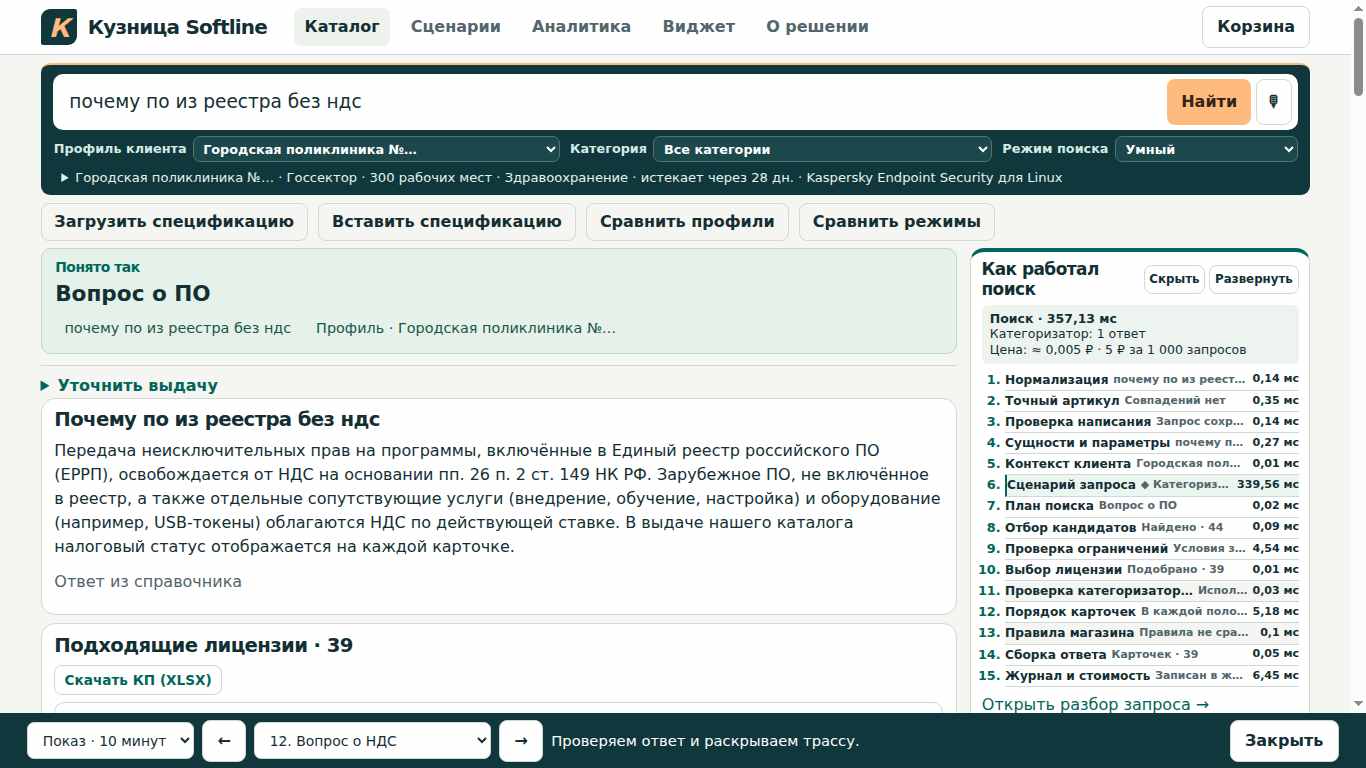 К Кузница Softline Каталог Сценарии Аналитика Виджет О решении Корзина
почему по из реестра без ндс Найти
Профиль клиента Городская поликлиника №… Категория Все категории Режим поиска Умный
Городская поликлиника №… · Госсектор · 300 рабочих мест · Здравоохранение · истекает через 28 дн. · Kaspersky Endpoint Security для Linux
Загрузить спецификацию Вставить спецификацию Сравнить профили Сравнить режимы
Понято так
Вопрос о ПО
почему по из реестра без ндс Профиль · Городская поликлиника №…
Уточнить выдачу
Почему по из реестра без ндс
Передача неисключительных прав на программы, включённые в Единый реестр российского ПО
(ЕРРП), освобождается от НДС на основании пп. 26 п. 2 ст. 149 НК РФ. Зарубежное ПО, не включённое
в реестр, а также отдельные сопутствующие услуги (внедрение, обучение, настройка) и оборудование
(например, USB-токены) облагаются НДС по действующей ставке. В выдаче нашего каталога
налоговый статус отображается на каждой карточке.
Ответ из справочника
Подходящие лицензии · 39
Скачать КП (XLSX)
Как работал
поиск
Скрыть Развернуть
Поиск · 357,13 мс
Категоризатор: 1 ответ
Цена: ≈ 0,005 ₽ · 5 ₽ за 1 000 запросов
1. Нормализация почему по из реест… 0,14 мс
2. Точный артикул Совпадений нет 0,35 мс
3. Проверка написания Запрос сохр… 0,14 мс
4. Сущности и параметры почему п… 0,27 мс
5. Контекст клиента Городская пол… 0,01 мс
6. Сценарий запроса ◆ Категориз… 339,56 мс
7. План поиска Вопрос о ПО 0,02 мс
8. Отбор кандидатов Найдено · 44 0,09 мс
9. Проверка ограничений Условия з… 4,54 мс
10. Выбор лицензии Подобрано · 39 0,01 мс
11. Проверка категоризатор… Испол… 0,03 мс
12. Порядок карточек В каждой поло… 5,18 мс
13. Правила магазина Правила не сра… 0,1 мс
14. Сборка ответа Карточек · 39 0,05 мс
15. Журнал и стоимость Записан в ж… 6,45 мс
Открыть разбор запроса →
Показ · 10 минут ← 12. Вопрос о НДС → Проверяем ответ и раскрываем трассу. Закрыть